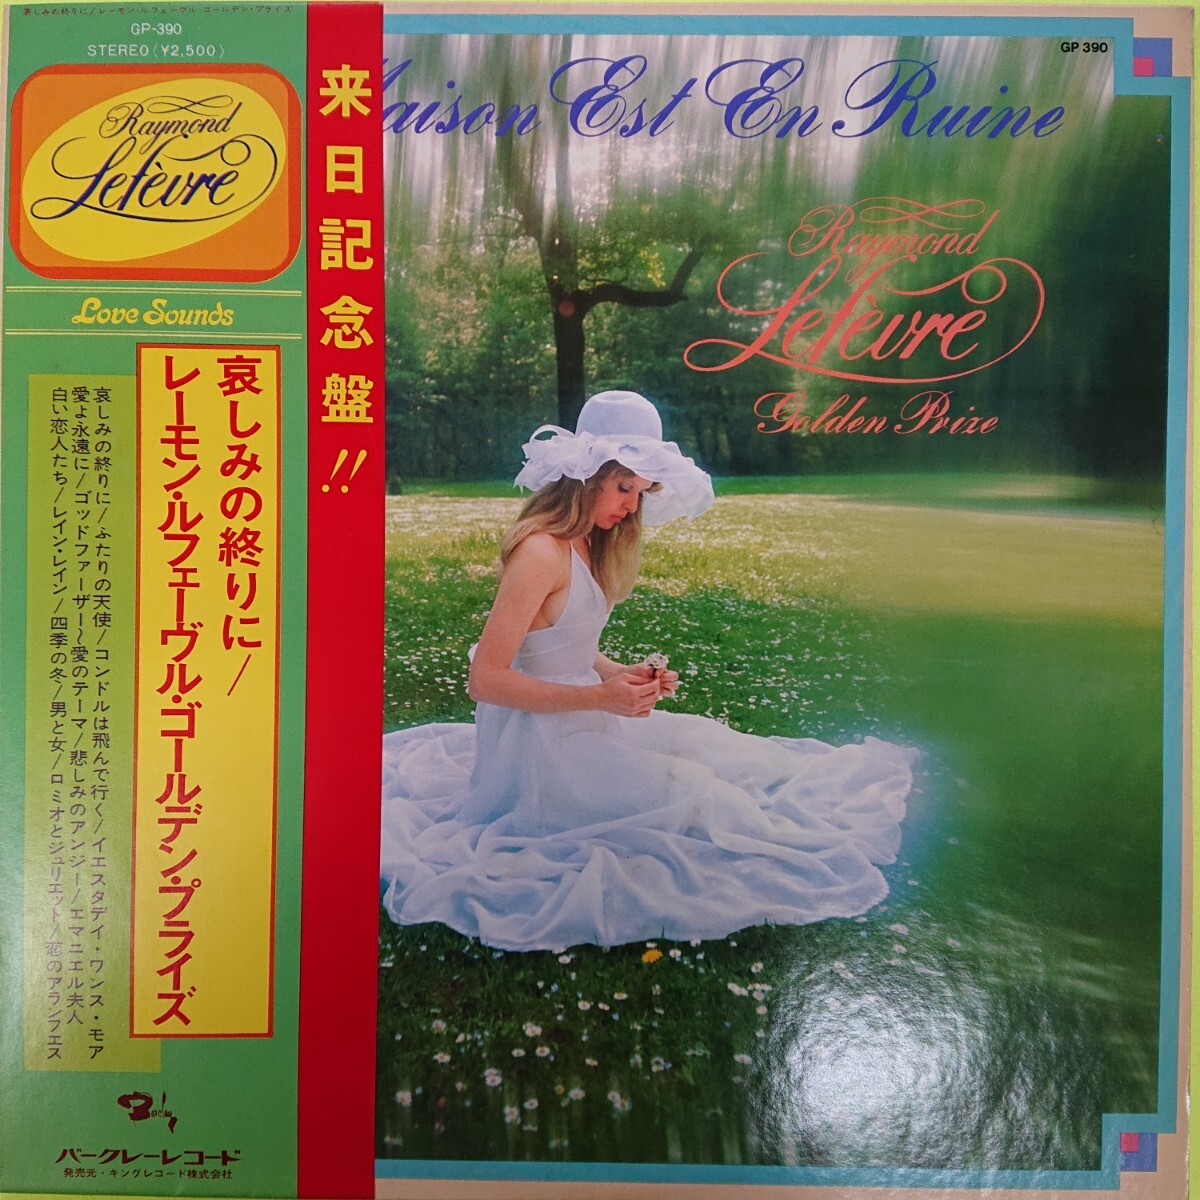 哀しみの終りに/レーモン・ルフェーヴル・ゴールデン・プライズ
GP-390
STEREO〈¥2,500〉
Raymond
Lefèvre
Love Sounds
来日記念盤!!
哀しみの終りに/
レーモン・ルフェーヴル・ゴールデン・プライズ
哀しみの終りに/ふたりの天使/コンドルは飛んで行く/イエスタデイ・ワンス・モア
愛よ永遠に/ゴッドファーザー〜愛のテーマ/悲しみのアンジー/エマニエル夫人
白い恋人たち/レイン・レイン/四季の冬/男と女/ロミオとジュリエット/恋のアランフェス
Barclay
バークレーレコード
発売元・キングレコード株式会社
GP 390
Maison Est En Ruine
Raymond
Lefèvre
Golden Prize